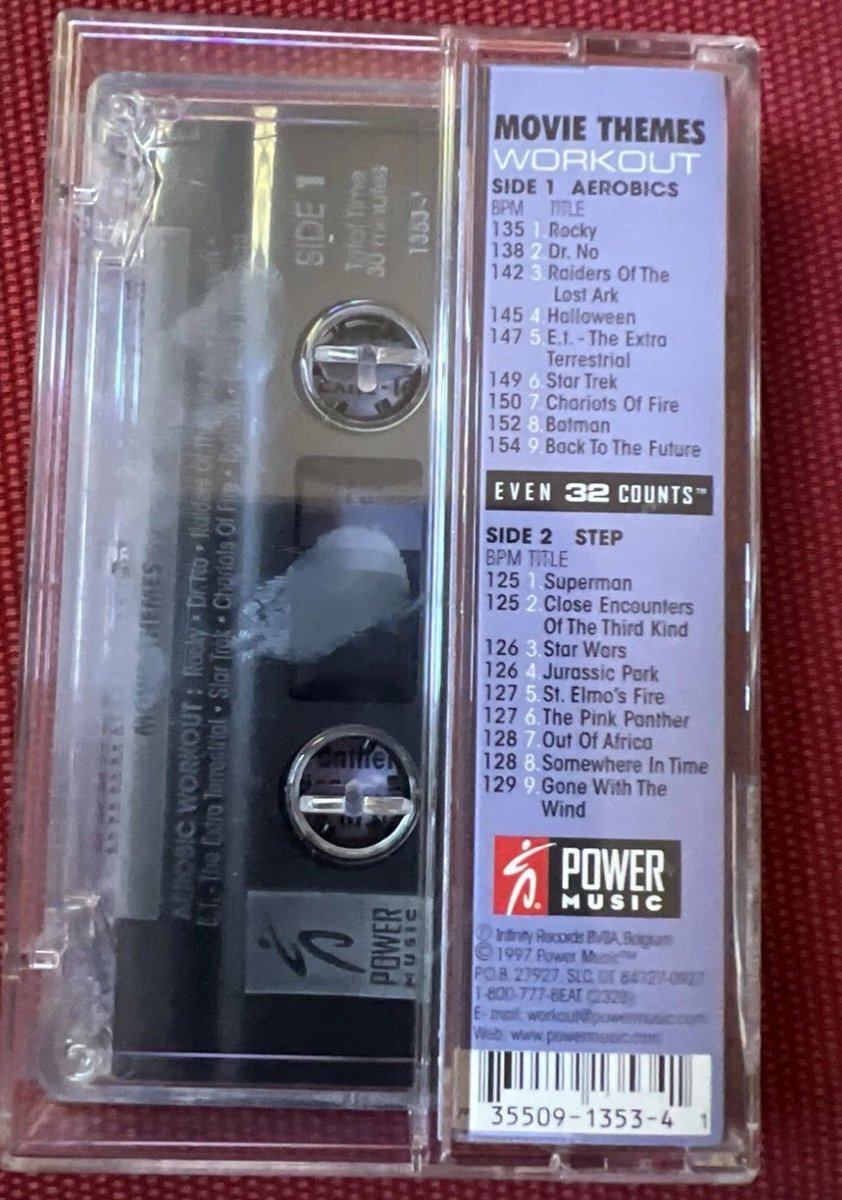 MOVIE THEMES
WORKOUT
SIDE 1 AEROBICS
BPM TITLE
135 1. Rocky
138 2. Dr. No
142 3. Raiders Of The
Lost Ark
145 4. Halloween
147 5. E.t. - The Extra
Terrestrial
149 6. Star Trek
150 7. Chariots Of Fire
152 8. Batman
154 9. Back To The Future
EVEN 32 COUNTS™
SIDE 2 STEP
BPM TITLE
125 1. Superman
125 2. Close Encounters
Of The Third Kind
126 3. Star Wars
126 4. Jurassic Park
127 5. St. Elmo's Fire
127 6. The Pink Panther
128 7. Out Of Africa
128 8. Somewhere In Time
129 9. Gone With The
Wind
POWER
MUSIC
℗ Infinity Records BVBA, Belgium
© 1997 Power Music™
P.O.B. 27927, SLC, UT 84127-0927
1-800-777-BEAT (2328)
E- mail: workout@powermusic.com
Web: www.powermusic.com
7 35509-1353-4 1
SIDE 1
Total Time
30 minutes
1353-4
THEMES
AEROBIC WORKOUT : Rocky • Dr. No • Raiders Of The
E.T. - The Extra Terrestrial • Star Trek • Chariots Of Fire •
POWER
MUSIC